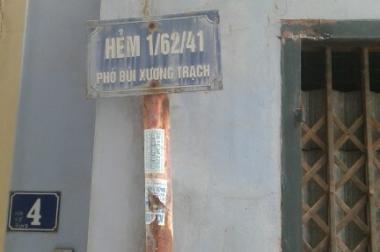 HẺM 1/62/41
PHỐ BÙI XƯƠNG TRẠCH
4